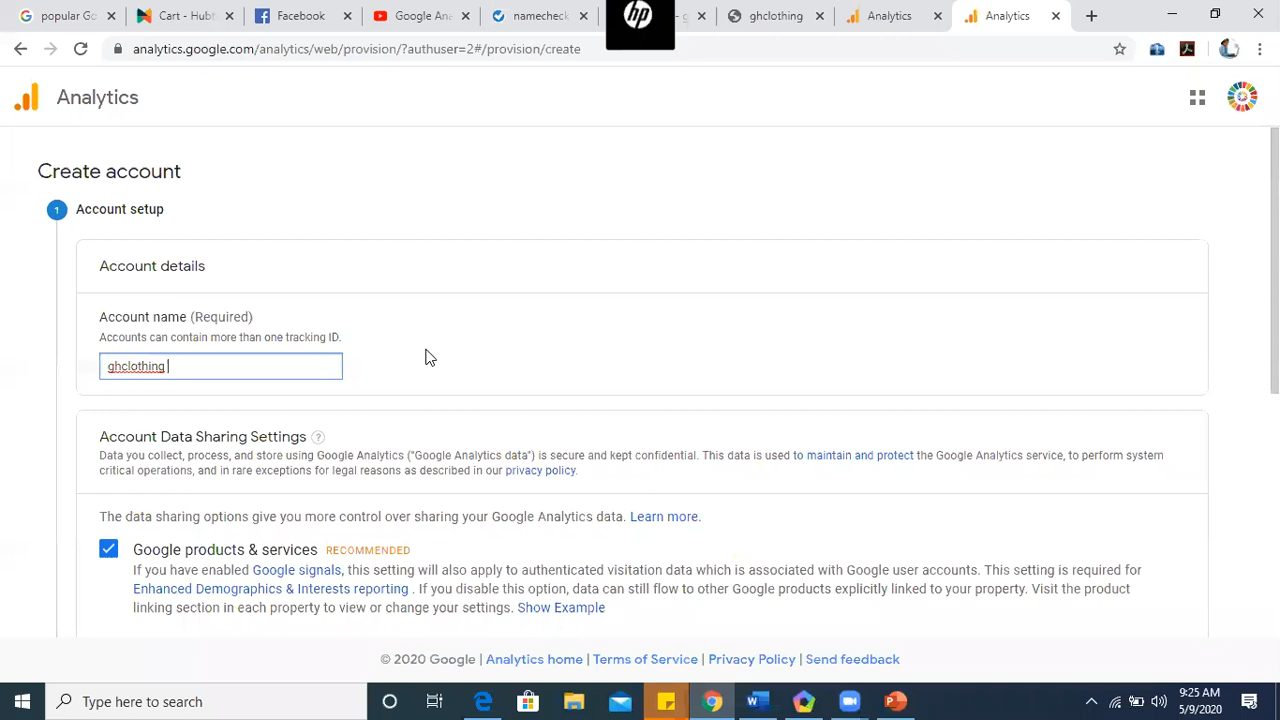 popular G
Cart - Hub
Facebook
Google An
namecheck
g
ghclothing
Analytics
Analytics
hp
analytics.google.com/analytics/web/provision/?authuser=2#/provision/create
Analytics
Create account
1 Account setup
Account details
Account name (Required)
Accounts can contain more than one tracking ID.
ghclothing
Account Data Sharing Settings ?
Data you collect, process, and store using Google Analytics ("Google Analytics data") is secure and kept confidential. This data is used to maintain and protect the Google Analytics service, to perform system
critical operations, and in rare exceptions for legal reasons as described in our privacy policy.
The data sharing options give you more control over sharing your Google Analytics data. Learn more.
Google products & services RECOMMENDED
If you have enabled Google signals, this setting will also apply to authenticated visitation data which is associated with Google user accounts. This setting is required for
Enhanced Demographics & Interests reporting . If you disable this option, data can still flow to other Google products explicitly linked to your property. Visit the product
linking section in each property to view or change your settings. Show Example
© 2020 Google | Analytics home | Terms of Service | Privacy Policy | Send feedback
Type here to search
9:25 AM
5/9/2020